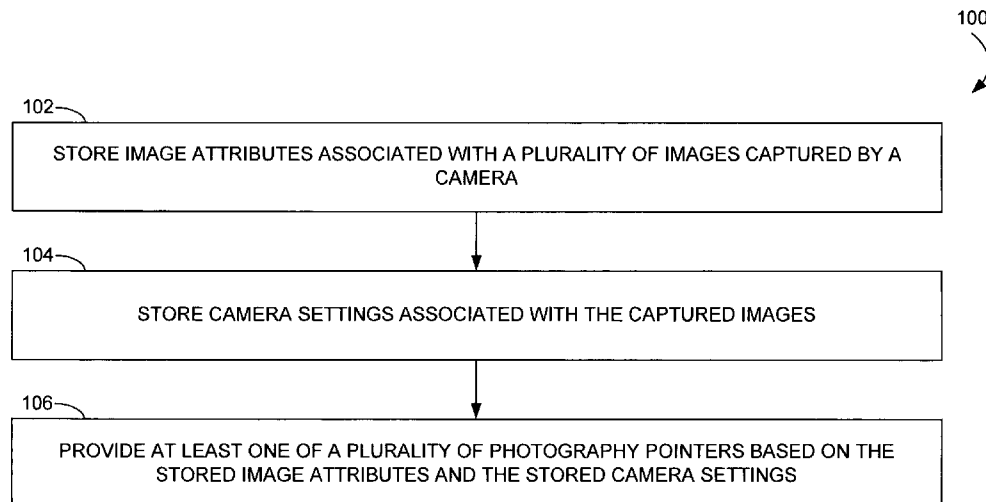 100
102
STORE IMAGE ATTRIBUTES ASSOCIATED WITH A PLURALITY OF IMAGES CAPTURED BY A
CAMERA
104
STORE CAMERA SETTINGS ASSOCIATED WITH THE CAPTURED IMAGES
106
PROVIDE AT LEAST ONE OF A PLURALITY OF PHOTOGRAPHY POINTERS BASED ON THE
STORED IMAGE ATTRIBUTES AND THE STORED CAMERA SETTINGS